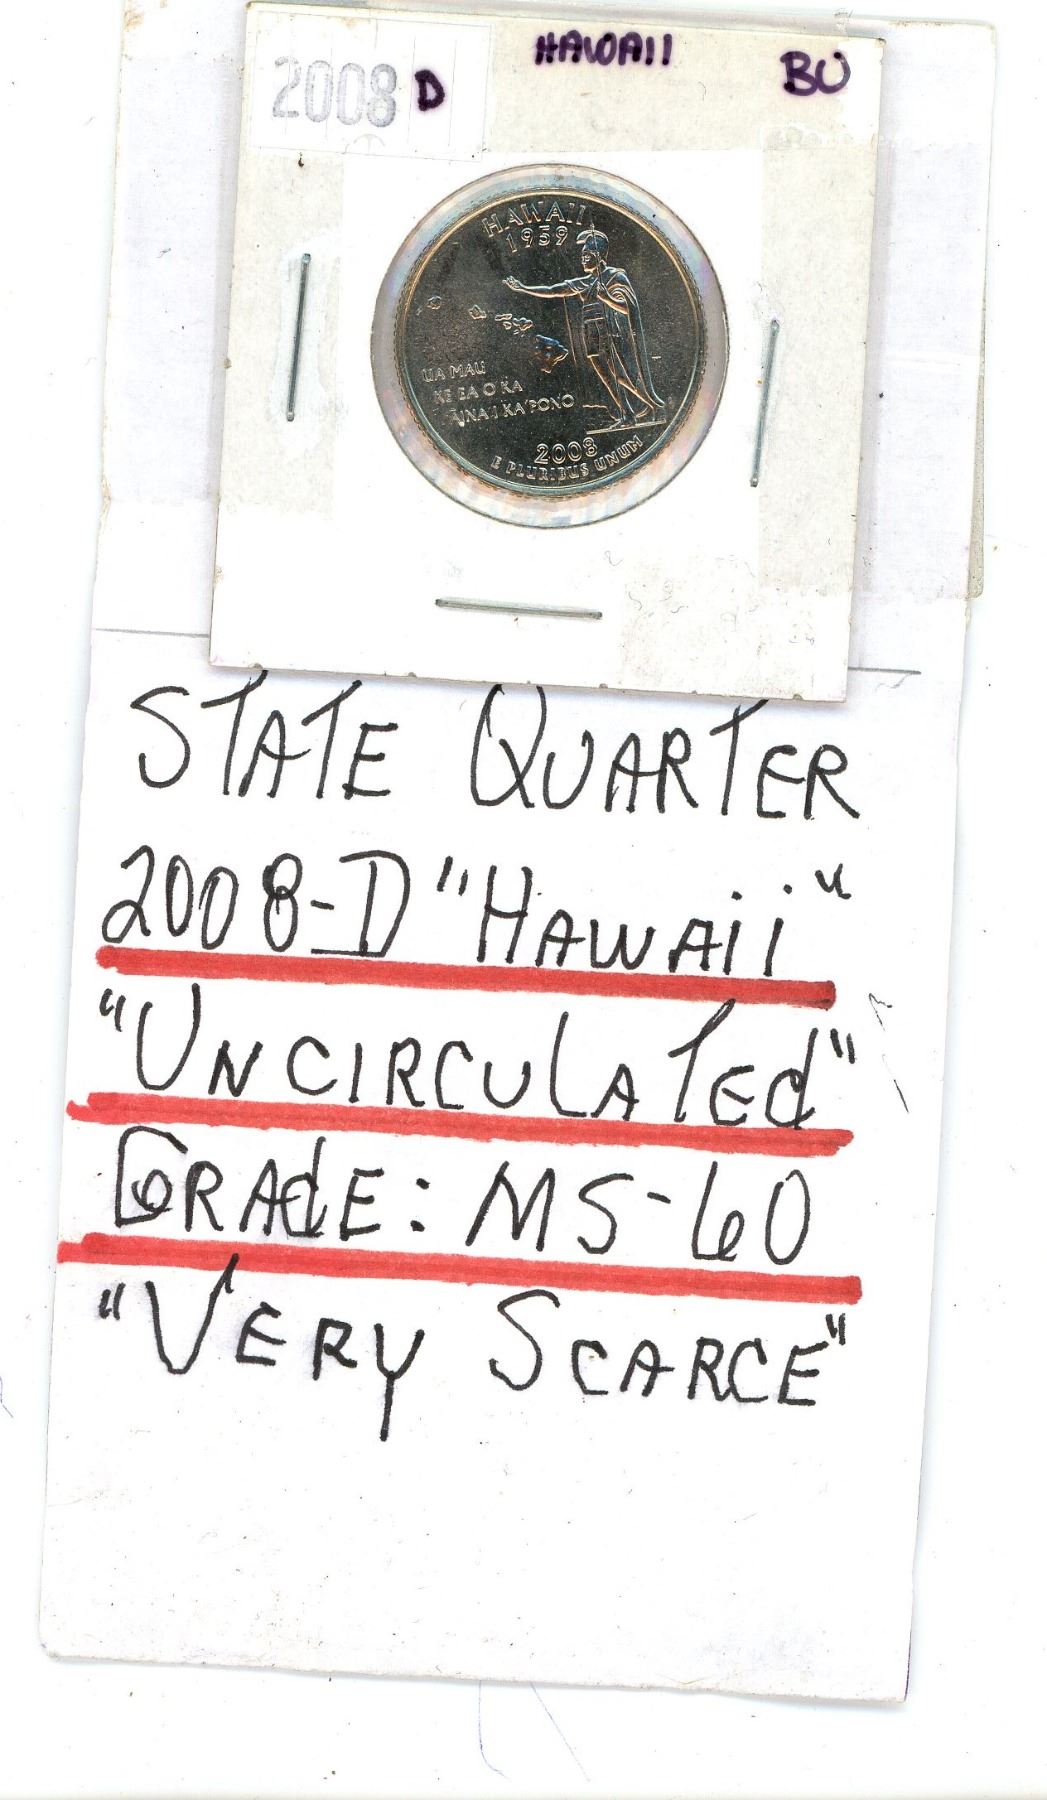 HAWAII
2008 D
BU
HAWAII
1959
UA MAU
KE EA O KA
'AINA I KA PONO
2008
E PLURIBUS UNUM
STATE QUARTER
2008-D "HAWAii"
"UNCIRCULATEd"
GRAdE: MS-60
"VERY SCARCE"